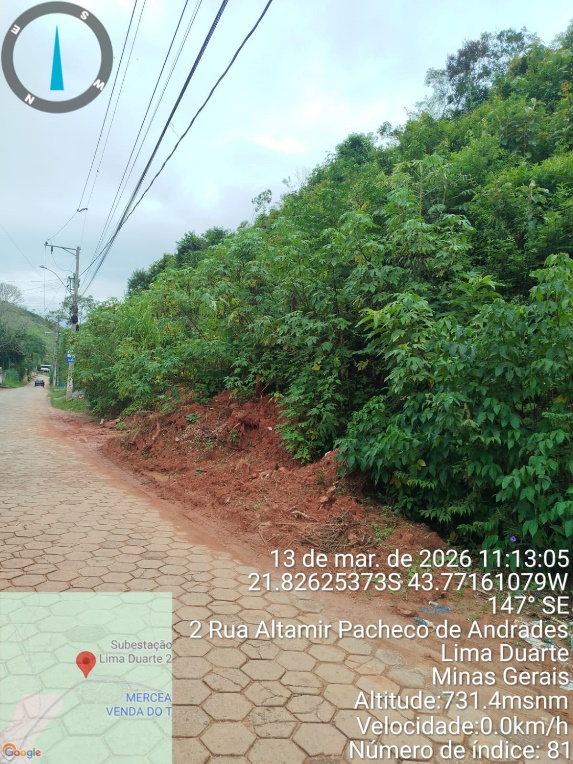 S
E
W
N
13 de mar. de 2026 11:13:05
21.82625373S 43.77161079W
147° SE
2 Rua Altamir Pacheco de Andrades
Lima Duarte
Minas Gerais
Altitude:731.4msnm
Velocidade:0.0km/h
Número de índice: 81
Subestação
Lima Duarte 2
MERCEA
VENDA DO T
Google